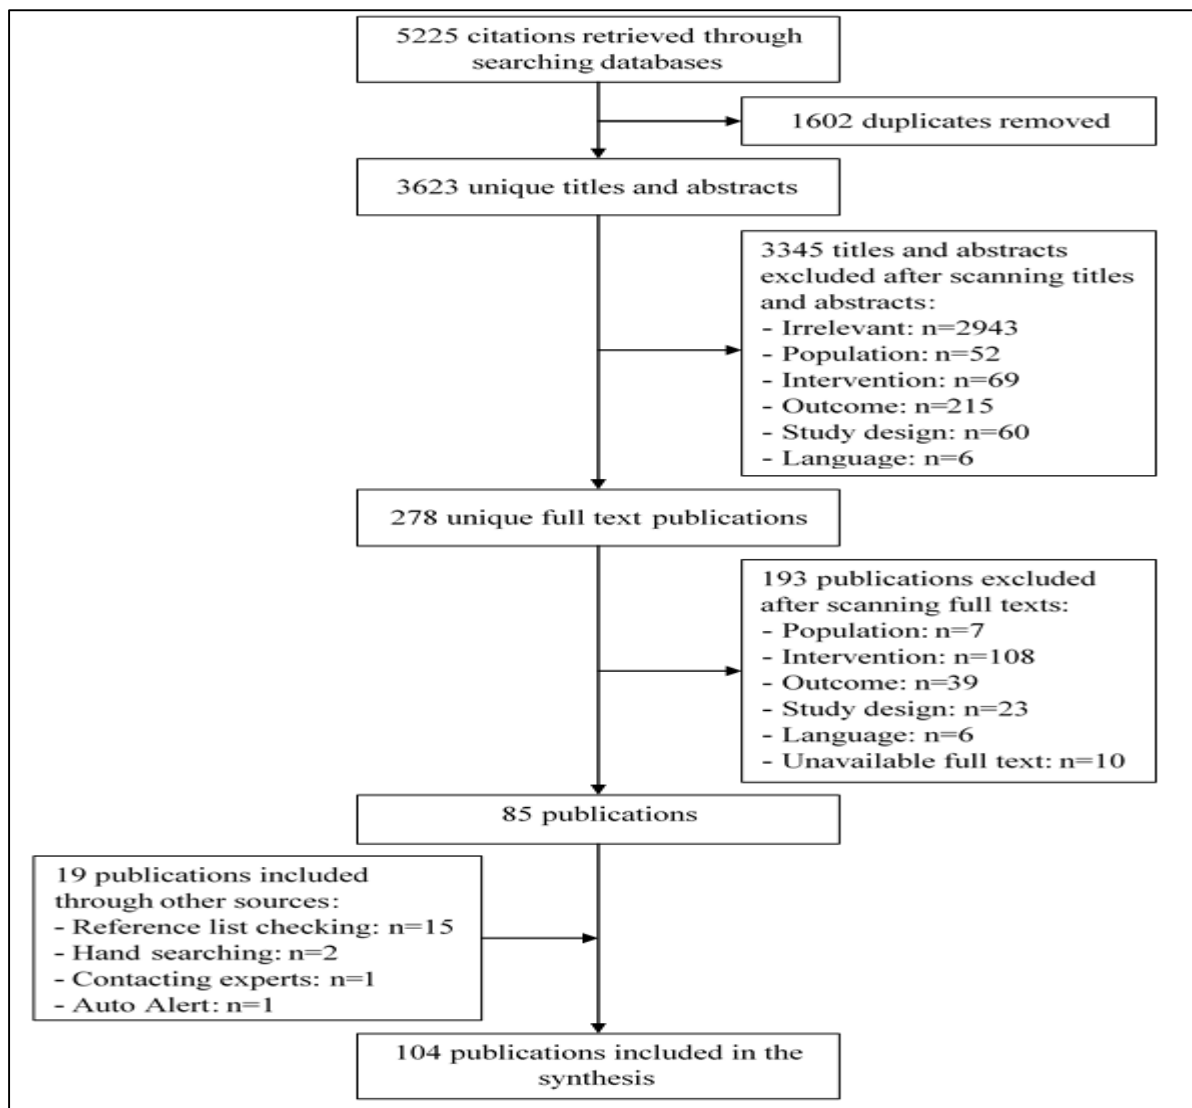 5225 citations retrieved through
searching databases
1602 duplicates removed
3623 unique titles and abstracts
3345 titles and abstracts
excluded after scanning titles
and abstracts:
- Irrelevant: n=2943
- Population: n=52
- Intervention: n=69
- Outcome: n=215
- Study design: n=60
- Language: n=6
278 unique full text publications
193 publications excluded
after scanning full texts:
- Population: n=7
- Intervention: n=108
- Outcome: n=39
- Study design: n=23
- Language: n=6
- Unavailable full text: n=10
85 publications
19 publications included
through other sources:
- Reference list checking: n=15
- Hand searching: n=2
- Contacting experts: n=1
- Auto Alert: n=1
104 publications included in the
synthesis